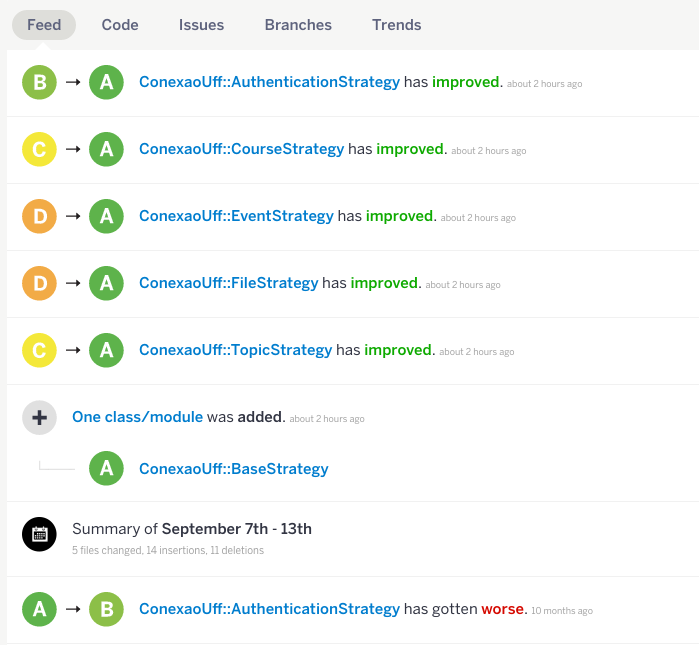 Feed Code Issues Branches Trends
B → A ConexaoUff::AuthenticationStrategy has improved. about 2 hours ago
C → A ConexaoUff::CourseStrategy has improved. about 2 hours ago
D → A ConexaoUff::EventStrategy has improved. about 2 hours ago
D → A ConexaoUff::FileStrategy has improved. about 2 hours ago
C → A ConexaoUff::TopicStrategy has improved. about 2 hours ago
+ One class/module was added. about 2 hours ago
A ConexaoUff::BaseStrategy
Summary of September 7th - 13th
5 files changed, 14 insertions, 11 deletions
A → B ConexaoUff::AuthenticationStrategy has gotten worse. 10 months ago